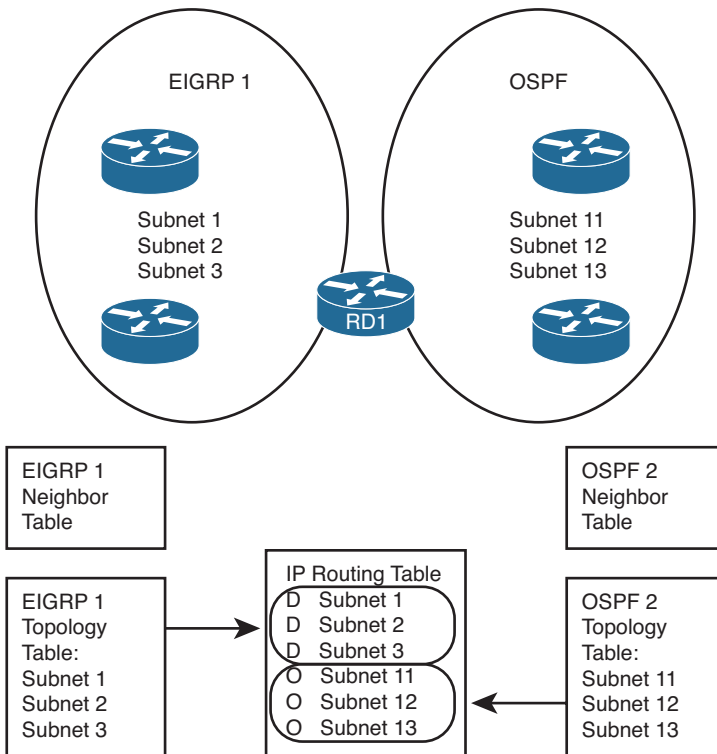 EIGRP 1
OSPF
Subnet 1
Subnet 2
Subnet 3
Subnet 11
Subnet 12
Subnet 13
RD1
EIGRP 1
Neighbor
Table
OSPF 2
Neighbor
Table
EIGRP 1
Topology
Table:
Subnet 1
Subnet 2
Subnet 3
IP Routing Table
D Subnet 1
D Subnet 2
D Subnet 3
O Subnet 11
O Subnet 12
O Subnet 13
OSPF 2
Topology
Table:
Subnet 11
Subnet 12
Subnet 13